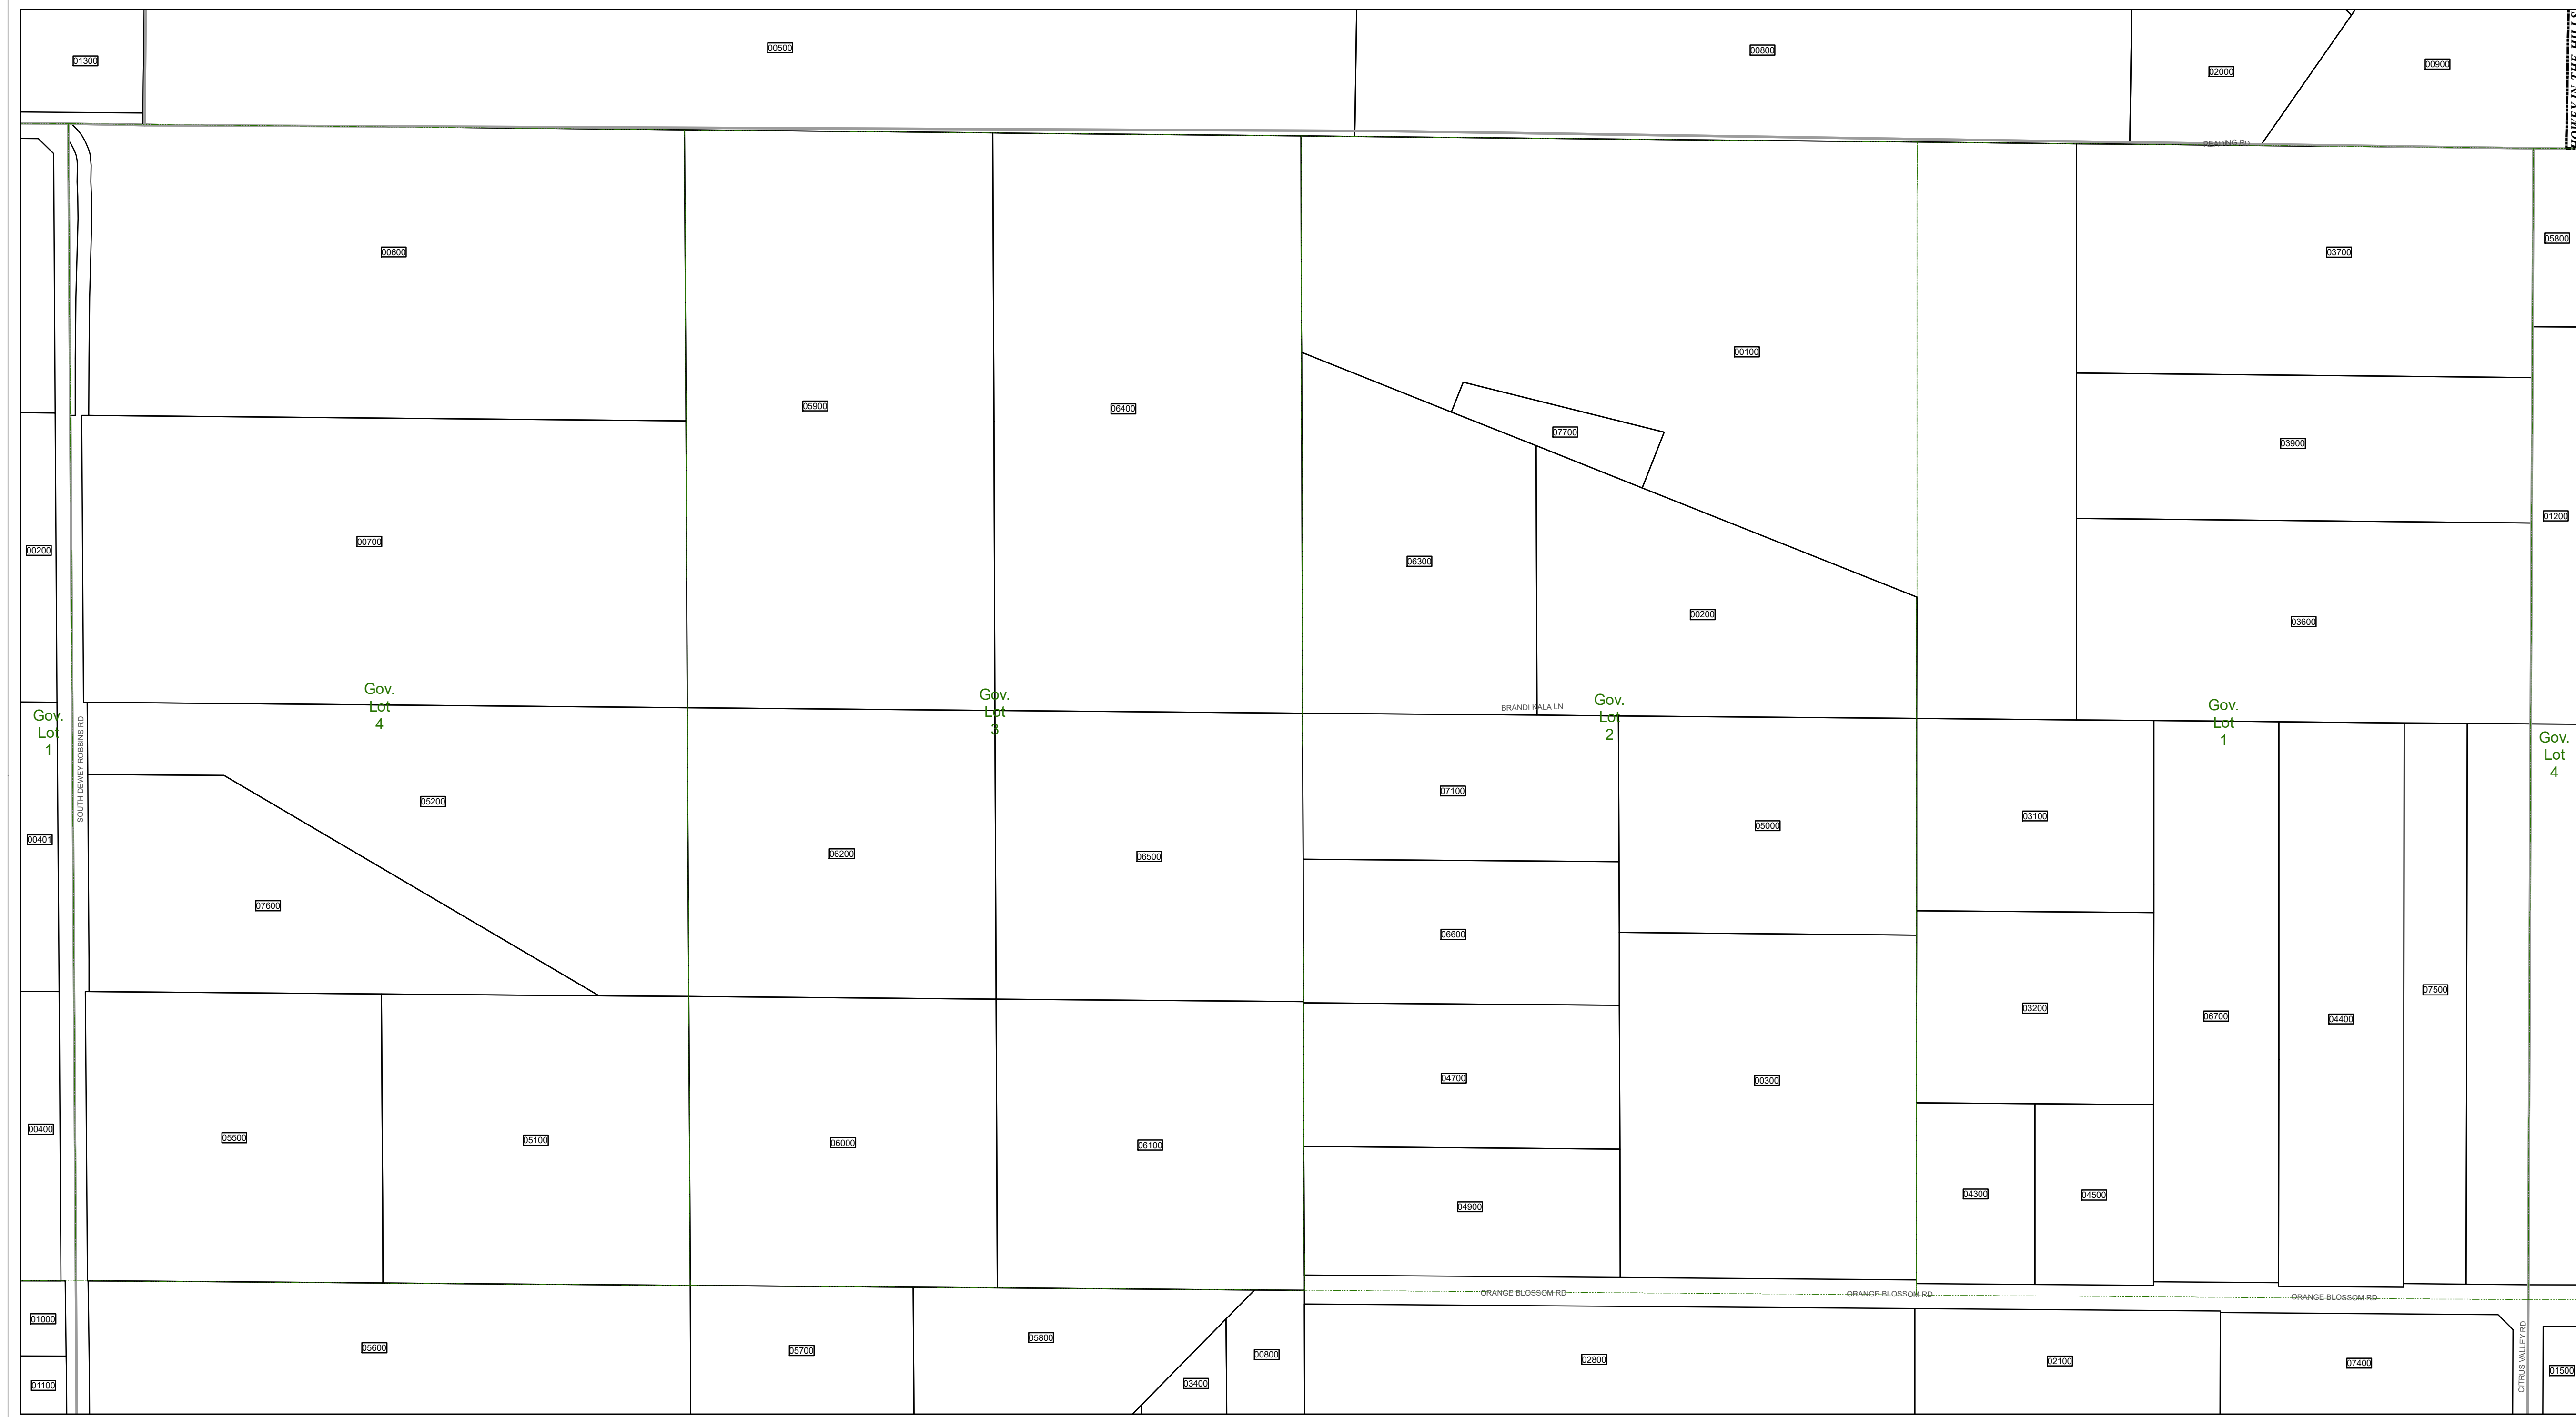 01300
00500
00800
02000
00900
HOWEY IN THE HILLS
READING RD
00600
03700
05800
00100
05900
06400
07700
03900
00700
00200
06300
00200
03600
01200
BRANDI KALA LN
Gov.
Lot
1
SOUTH DEWEY ROBBINS RD
Gov.
Lot
4
Gov.
Lot
3
Gov.
Lot
2
Gov.
Lot
1
Gov.
Lot
4
07100
05200
05000
03100
00401
06200
06500
07600
06600
07500
03200
06700
04400
04700
00300
00400
05500
05100
06000
06100
04900
04300
04500
ORANGE BLOSSOM RD
ORANGE BLOSSOM RD
ORANGE BLOSSOM RD
01000
05600
05700
05800
03400
00800
02800
02100
07400
CITRUS VALLEY RD
01500
01100